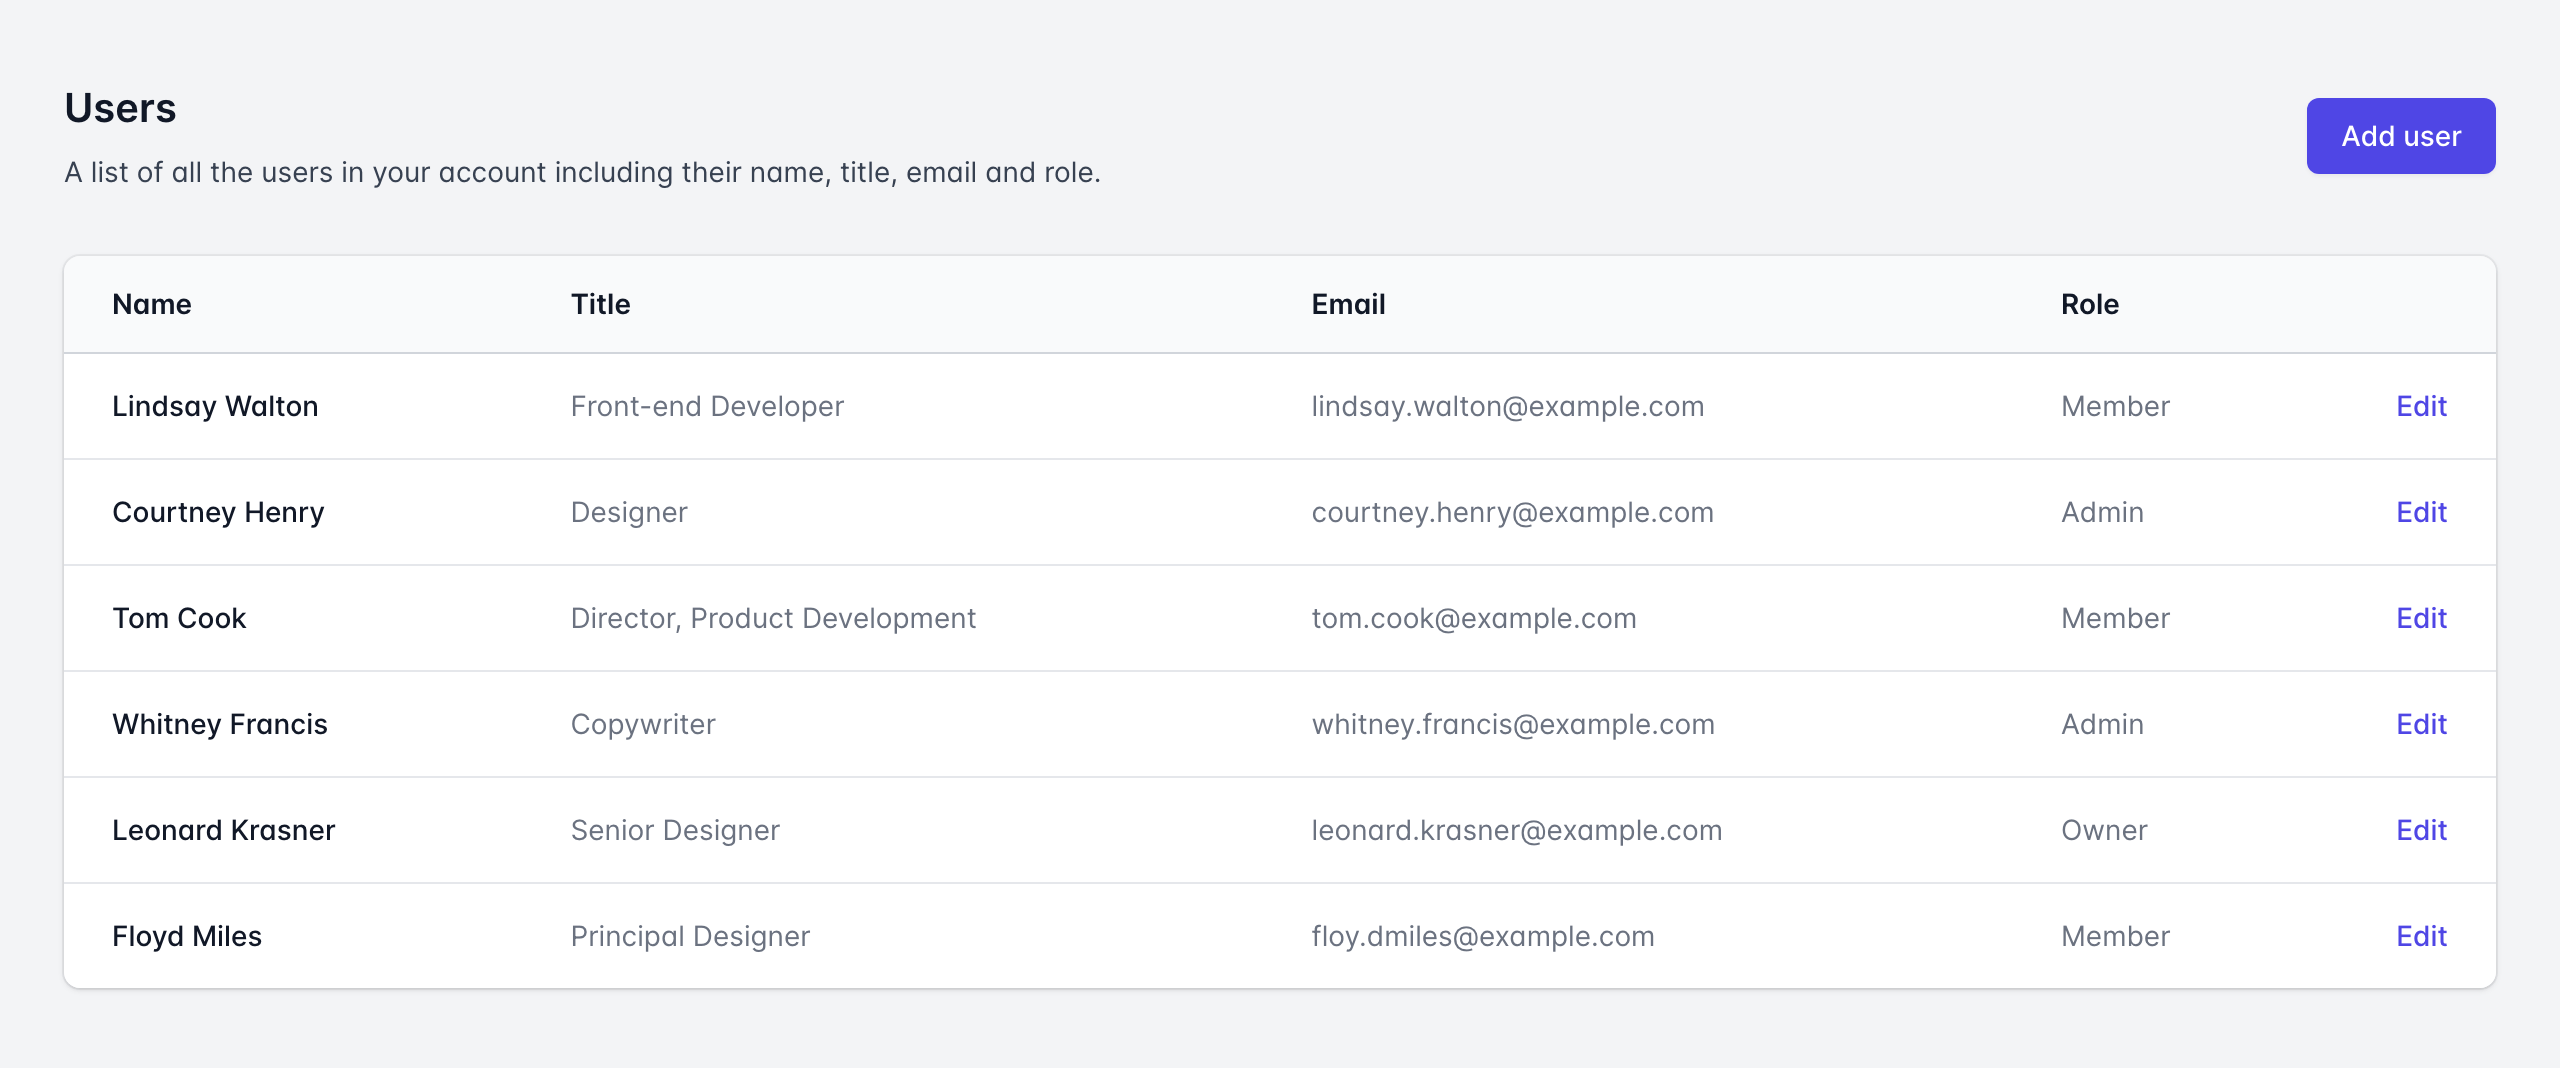 Users
A list of all the users in your account including their name, title, email and role.
Add user
Name Title Email Role
Lindsay Walton Front-end Developer lindsay.walton@example.com Member Edit
Courtney Henry Designer courtney.henry@example.com Admin Edit
Tom Cook Director, Product Development tom.cook@example.com Member Edit
Whitney Francis Copywriter whitney.francis@example.com Admin Edit
Leonard Krasner Senior Designer leonard.krasner@example.com Owner Edit
Floyd Miles Principal Designer floy.dmiles@example.com Member Edit